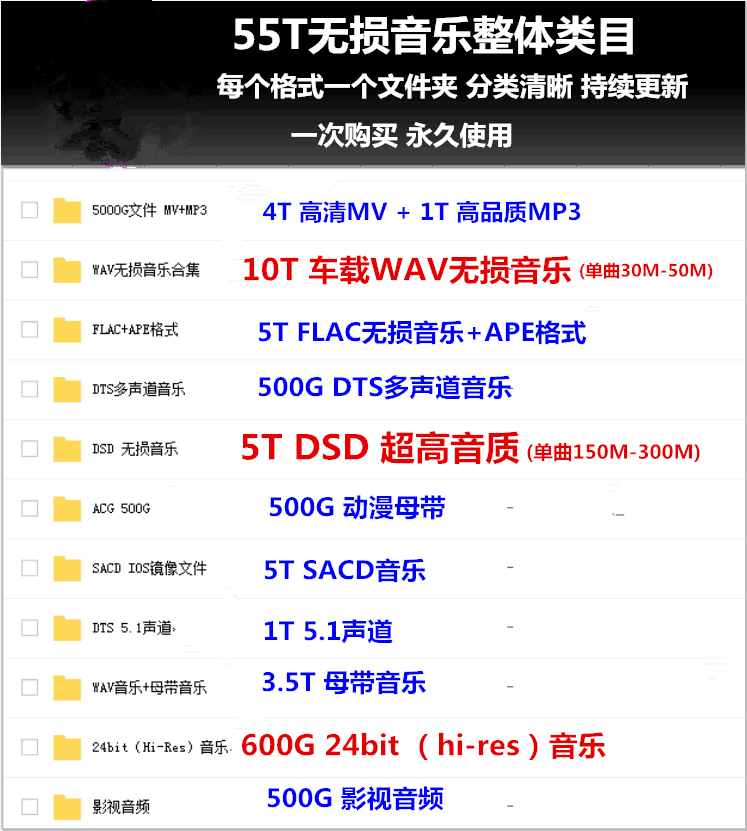 55T无损音乐整体类目
每个格式一个文件夹 分类清晰 持续更新
一次购买 永久使用
5000G文件 MV+MP3 4T 高清MV + 1T 高品质MP3
WAV无损音乐合集 10T 车载WAV无损音乐 (单曲30M-50M)
FLAC+APE格式 5T FLAC无损音乐+APE格式
DTS多声道音乐 500G DTS多声道音乐
DSD 无损音乐 5T DSD 超高音质 (单曲150M-300M)
ACG 500G 500G 动漫母带 -
SACD IOS镜像文件 5T SACD音乐 -
DTS 5.1声道 1T 5.1声道 -
WAV音乐+母带音乐 3.5T 母带音乐 -
24bit (Hi-Res) 音乐 600G 24bit （hi-res）音乐
影视音频 500G 影视音频 -